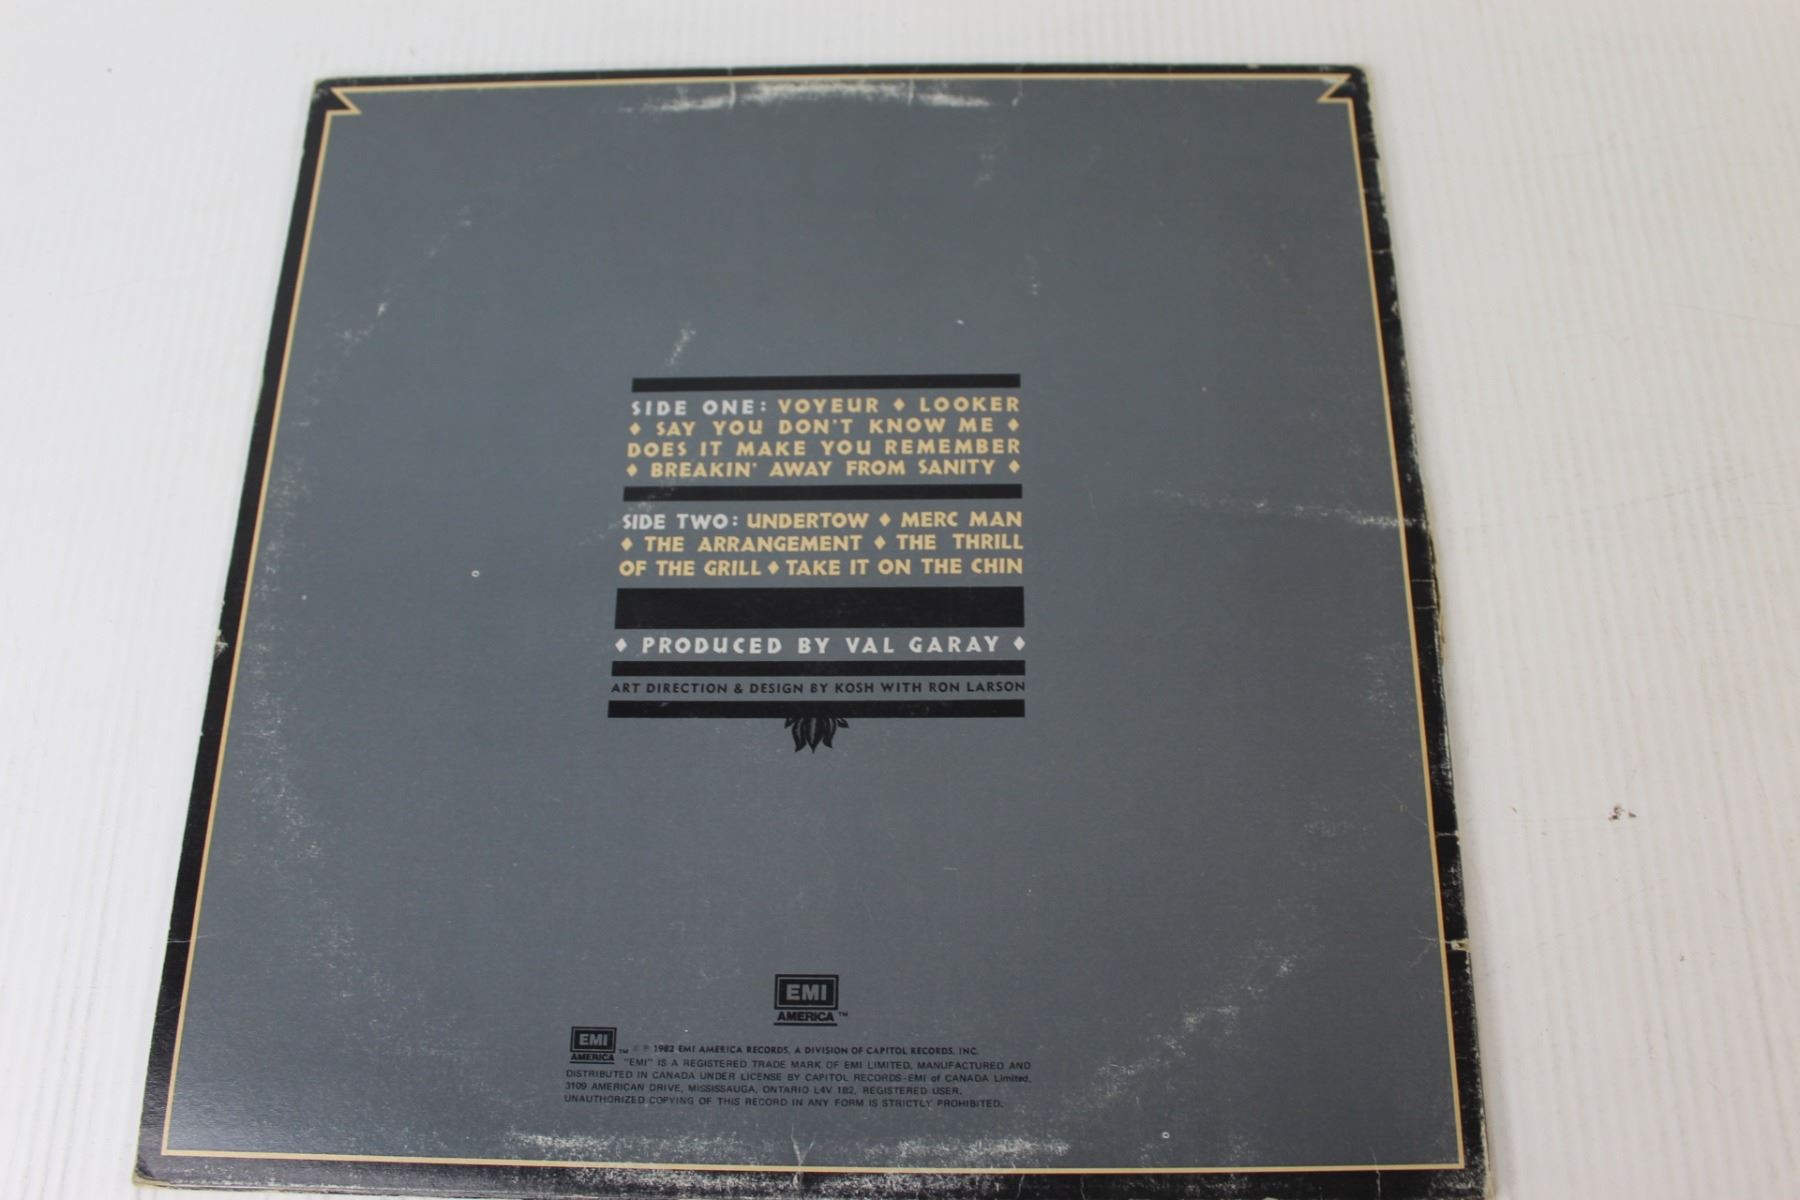 SIDE ONE: VOYEUR ♦ LOOKER
♦ SAY YOU DON'T KNOW ME ♦
DOES IT MAKE YOU REMEMBER
♦ BREAKIN' AWAY FROM SANITY ♦
SIDE TWO: UNDERTOW ♦ MERC MAN
♦ THE ARRANGEMENT ♦ THE THRILL
OF THE GRILL ♦ TAKE IT ON THE CHIN
♦ PRODUCED BY VAL GARAY ♦
ART DIRECTION & DESIGN BY KOSH WITH RON LARSON
EMI
AMERICA™
EMI
AMERICA™
© ℗ 1982 EMI AMERICA RECORDS, A DIVISION OF CAPITOL RECORDS, INC.
"EMI" IS A REGISTERED TRADE MARK OF EMI LIMITED, MANUFACTURED AND
DISTRIBUTED IN CANADA UNDER LICENSE BY CAPITOL RECORDS-EMI of CANADA Limited,
3109 AMERICAN DRIVE, MISSISSAUGA, ONTARIO L4V 1B2, REGISTERED USER.
UNAUTHORIZED COPYING OF THIS RECORD IN ANY FORM IS STRICTLY PROHIBITED.